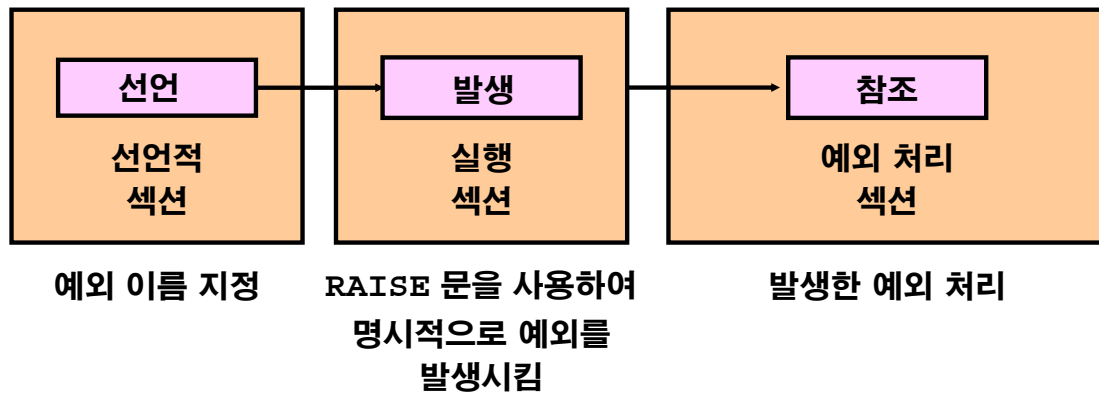 선언
선언적
섹션
예외 이름 지정
발생
실행
섹션
RAISE 문을 사용하여
명시적으로 예외를
발생시킴
참조
예외 처리
섹션
발생한 예외 처리